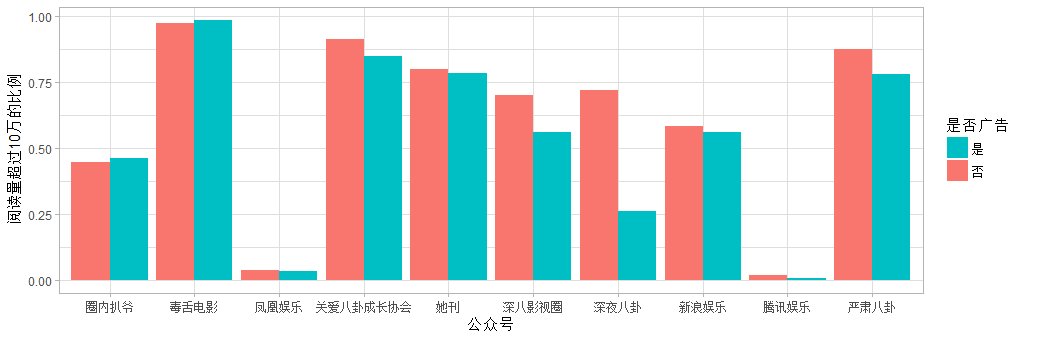 阅读量超过10万的比例
1.00
0.75
0.50
0.25
0.00
圈内扒爷 毒舌电影 凤凰娱乐 关爱八卦成长协会 她刊 深八影视圈 深夜八卦 新浪娱乐 腾讯娱乐 严肃八卦
公众号
是否广告
是
否